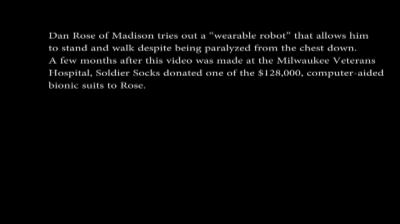 Dan Rose of Madison tries out a "wearable robot" that allows him
to stand and walk despite being paralyzed from the chest down.
A few months after this video was made at the Milwaukee Veterans
Hospital, Soldier Socks donated one of the $128,000, computer-aided
bionic suits to Rose.